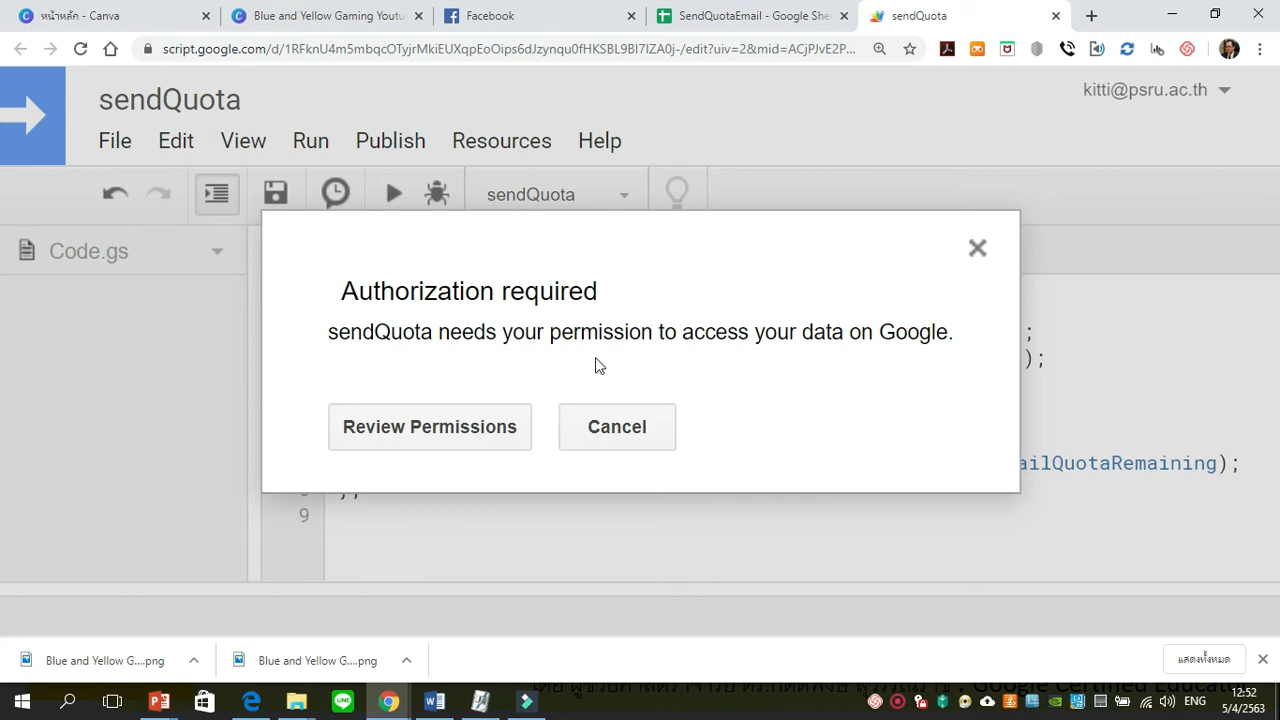 หน้าหลัก - Canva
Blue and Yellow Gaming Youtu
Facebook
SendQuotaEmail - Google She
sendQuota
script.google.com/d/1RFRtU4m5mbqcOTyjrMkiEUXqpEoOips6dJzynqu0fHKSBL9Bl7IZA0j-/edit?uiv=2&mid=ACjPJvE2P...
sendQuota
kitti@psru.ac.th
File Edit View Run Publish Resources Help
sendQuota
Code.gs
Authorization required
sendQuota needs your permission to access your data on Google.
Review Permissions
Cancel
;
);
ailQuotaRemaining);
9
Blue and Yellow G....png
Blue and Yellow G....png
แสดงทั้งหมด
Google Certified Educato
ENG
12:52
5/4/2563